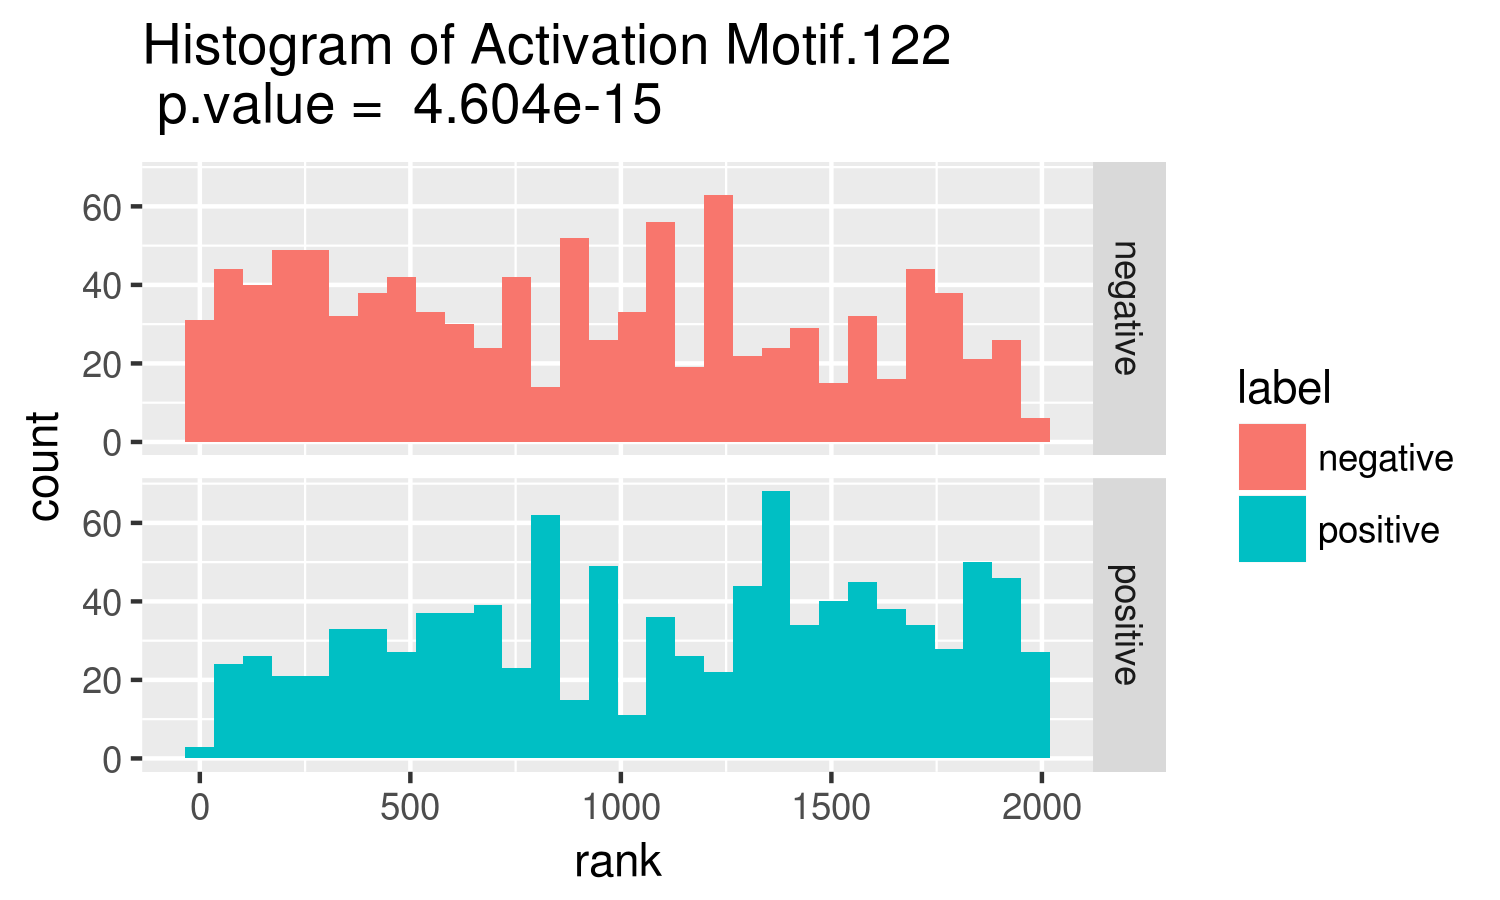 Histogram of Activation Motif.122
p.value =  4.604e-15
60
40
20
0
negative
60
40
20
0
positive
count
0 500 1000 1500 2000
rank
label
negative
positive